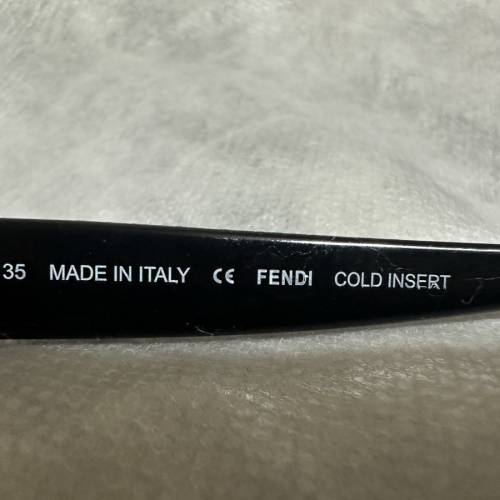 35 MADE IN ITALY CE FENDI COLD INSERT